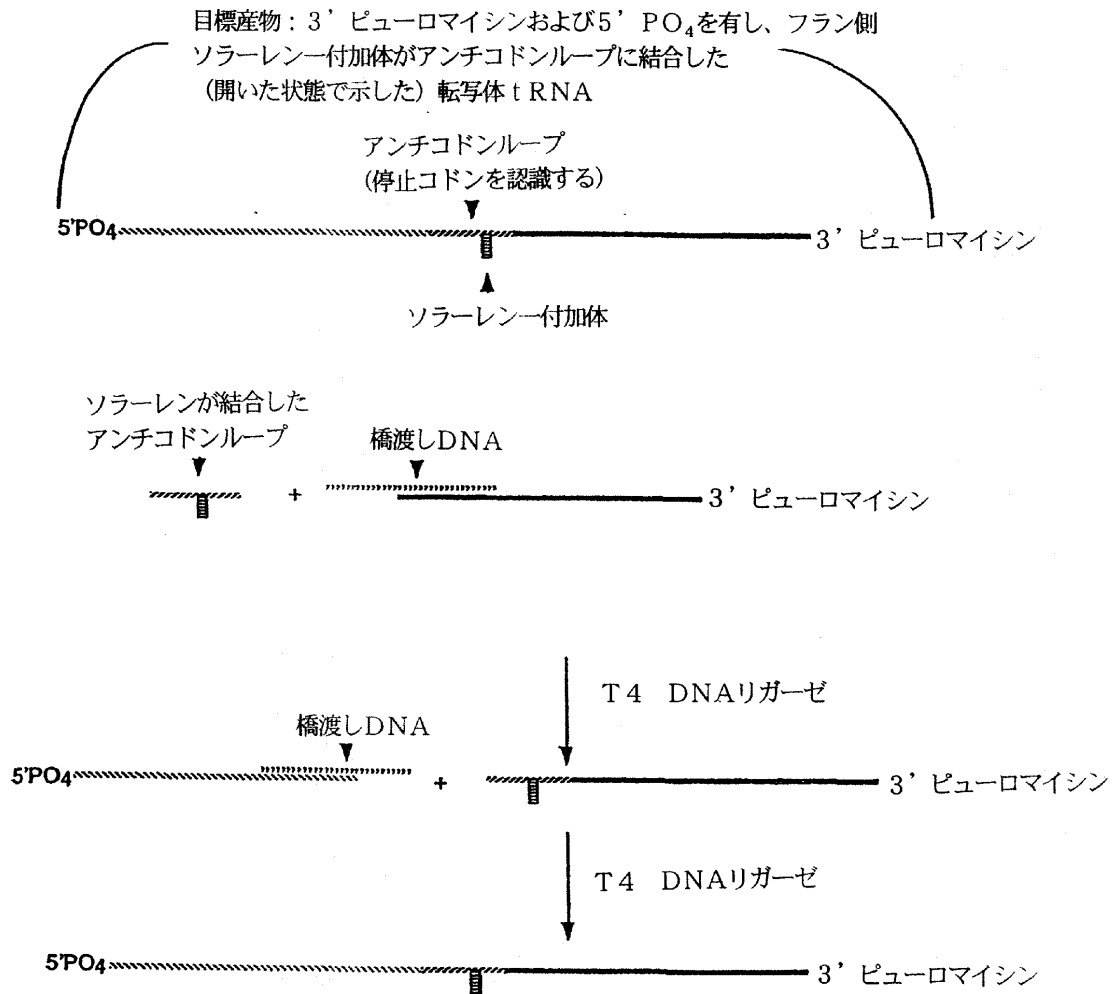 目標産物：３’ピューロマイシンおよび５’ＰＯ₄を有し、フラン側
ソラーレン一付加体がアンチコドンループに結合した
（開いた状態で示した）転写体ｔＲＮＡ
アンチコドンループ
(停止コドンを認識する)
5'PO₄
３’ピューロマイシン
ソラーレン一付加体
ソラーレンが結合した
アンチコドンループ
橋渡しＤＮＡ
+
３’ピューロマイシン
Ｔ４　ＤＮＡリガーゼ
橋渡しＤＮＡ
5'PO₄
+
３’ピューロマイシン
Ｔ４　ＤＮＡリガーゼ
5'PO₄
３’ピューロマイシン